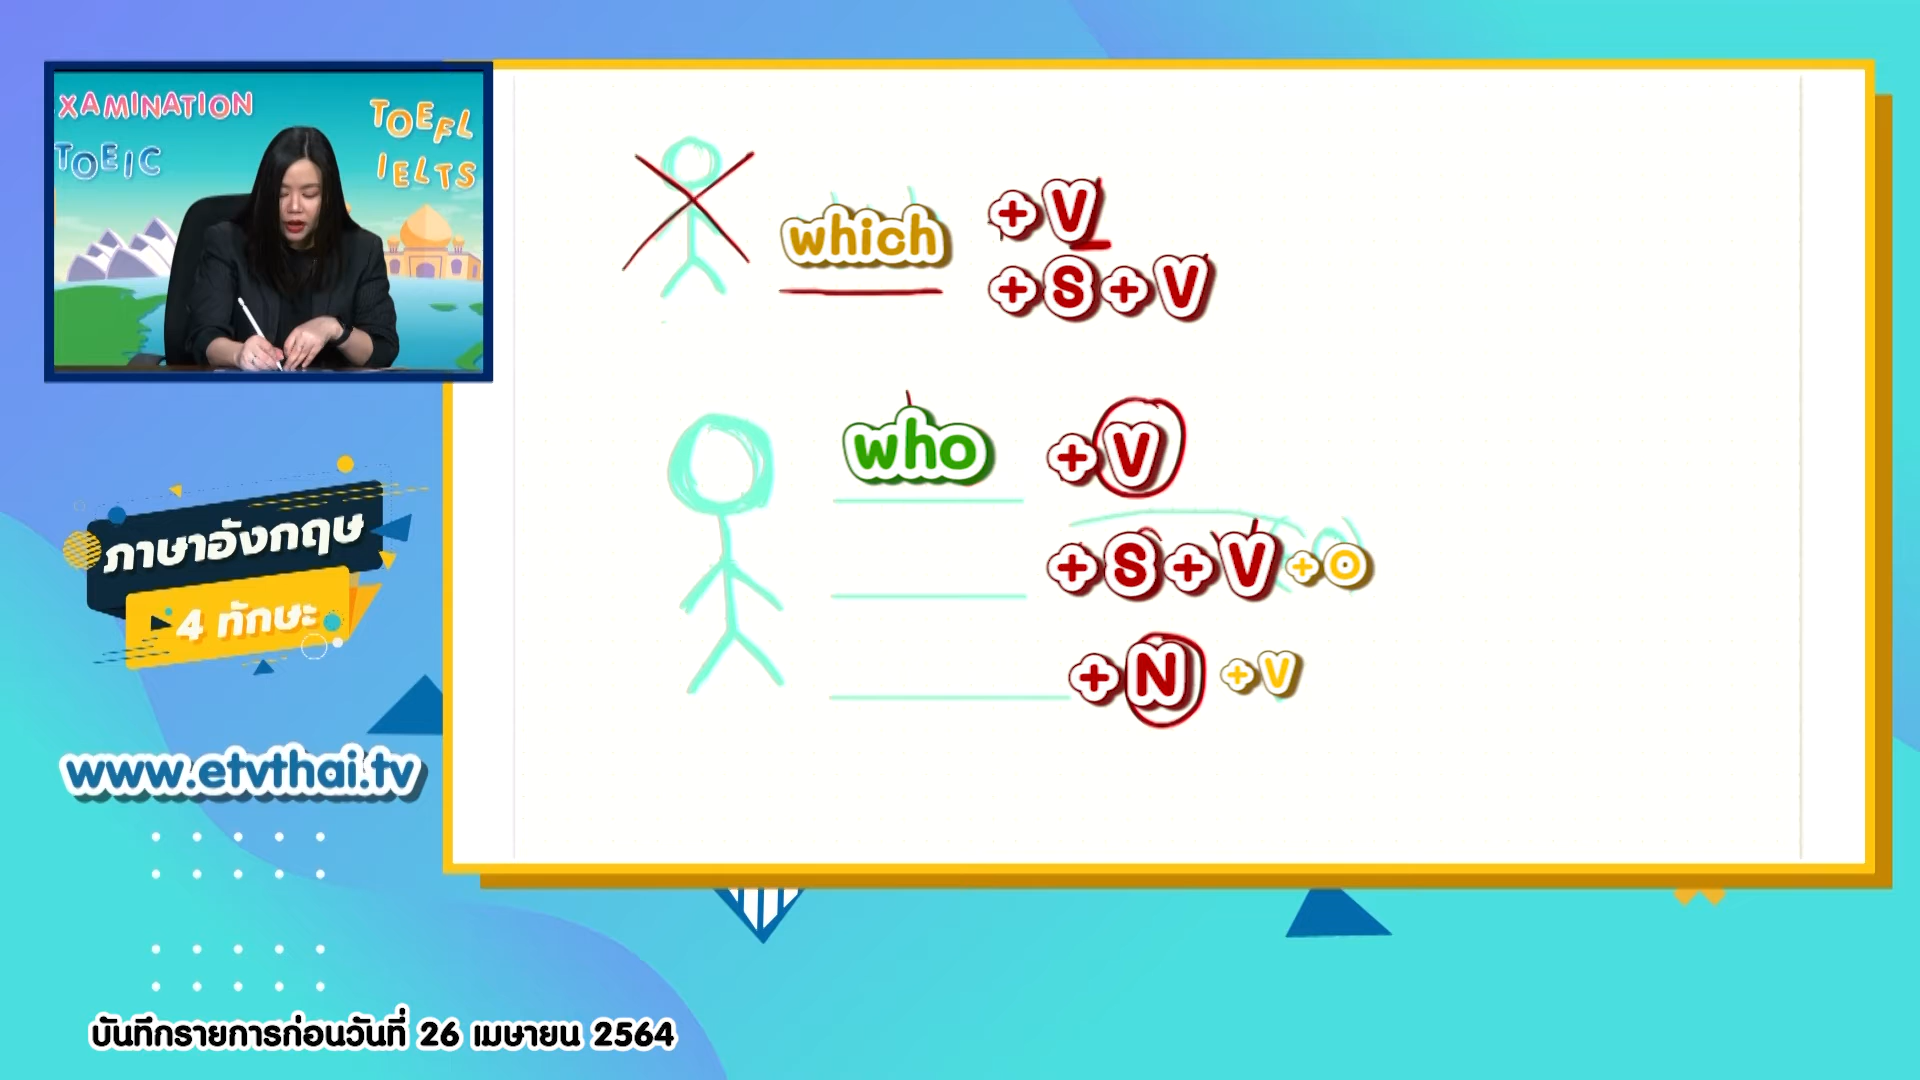 XAMINATION
TOEFL
TOEIC
IELTS
which +V
+S+V
who +V
+S+V+O
+N +V
ภาษาอังกฤษ
4 ทักษะ
www.etvthai.tv
บันทึกรายการก่อนวันที่ 26 เมษายน 2564